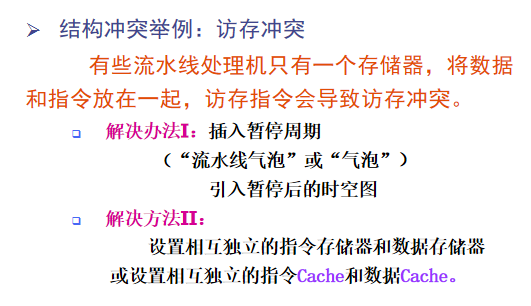 ➢ 结构冲突举例：访存冲突
有些流水线处理机只有一个存储器，将数据
和指令放在一起，访存指令会导致访存冲突。
❑ 解决办法I：插入暂停周期
（“流水线气泡”或“气泡”）
引入暂停后的时空图
❑ 解决方法II：
设置相互独立的指令存储器和数据存储器
或设置相互独立的指令Cache和数据Cache。